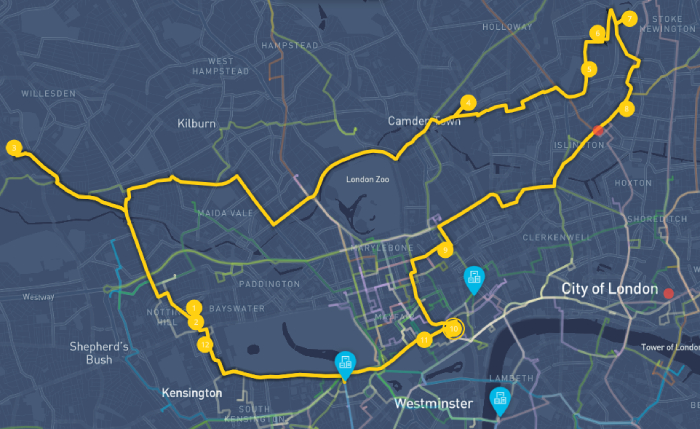 HOLLOWAY
7
STOKE
NEWINGTON
6
HAMPSTEAD
WEST
HAMPSTEAD
5
WILLESDEN
4
8
Kilburn
Camden Town
3
ISLINGTON
London Zoo
HOXTON
MAIDA VALE
SHOREDITCH
CLERKENWELL
MARYLEBONE
9
PADDINGTON
City of London
Westway
1
BAYSWATER
NOTTING
HILL
2
MAYFAIR
10
11
12
Shepherd's
Bush
Tower of London
LAMBETH
Kensington
Westminster
SOUTH
KENSINGTON